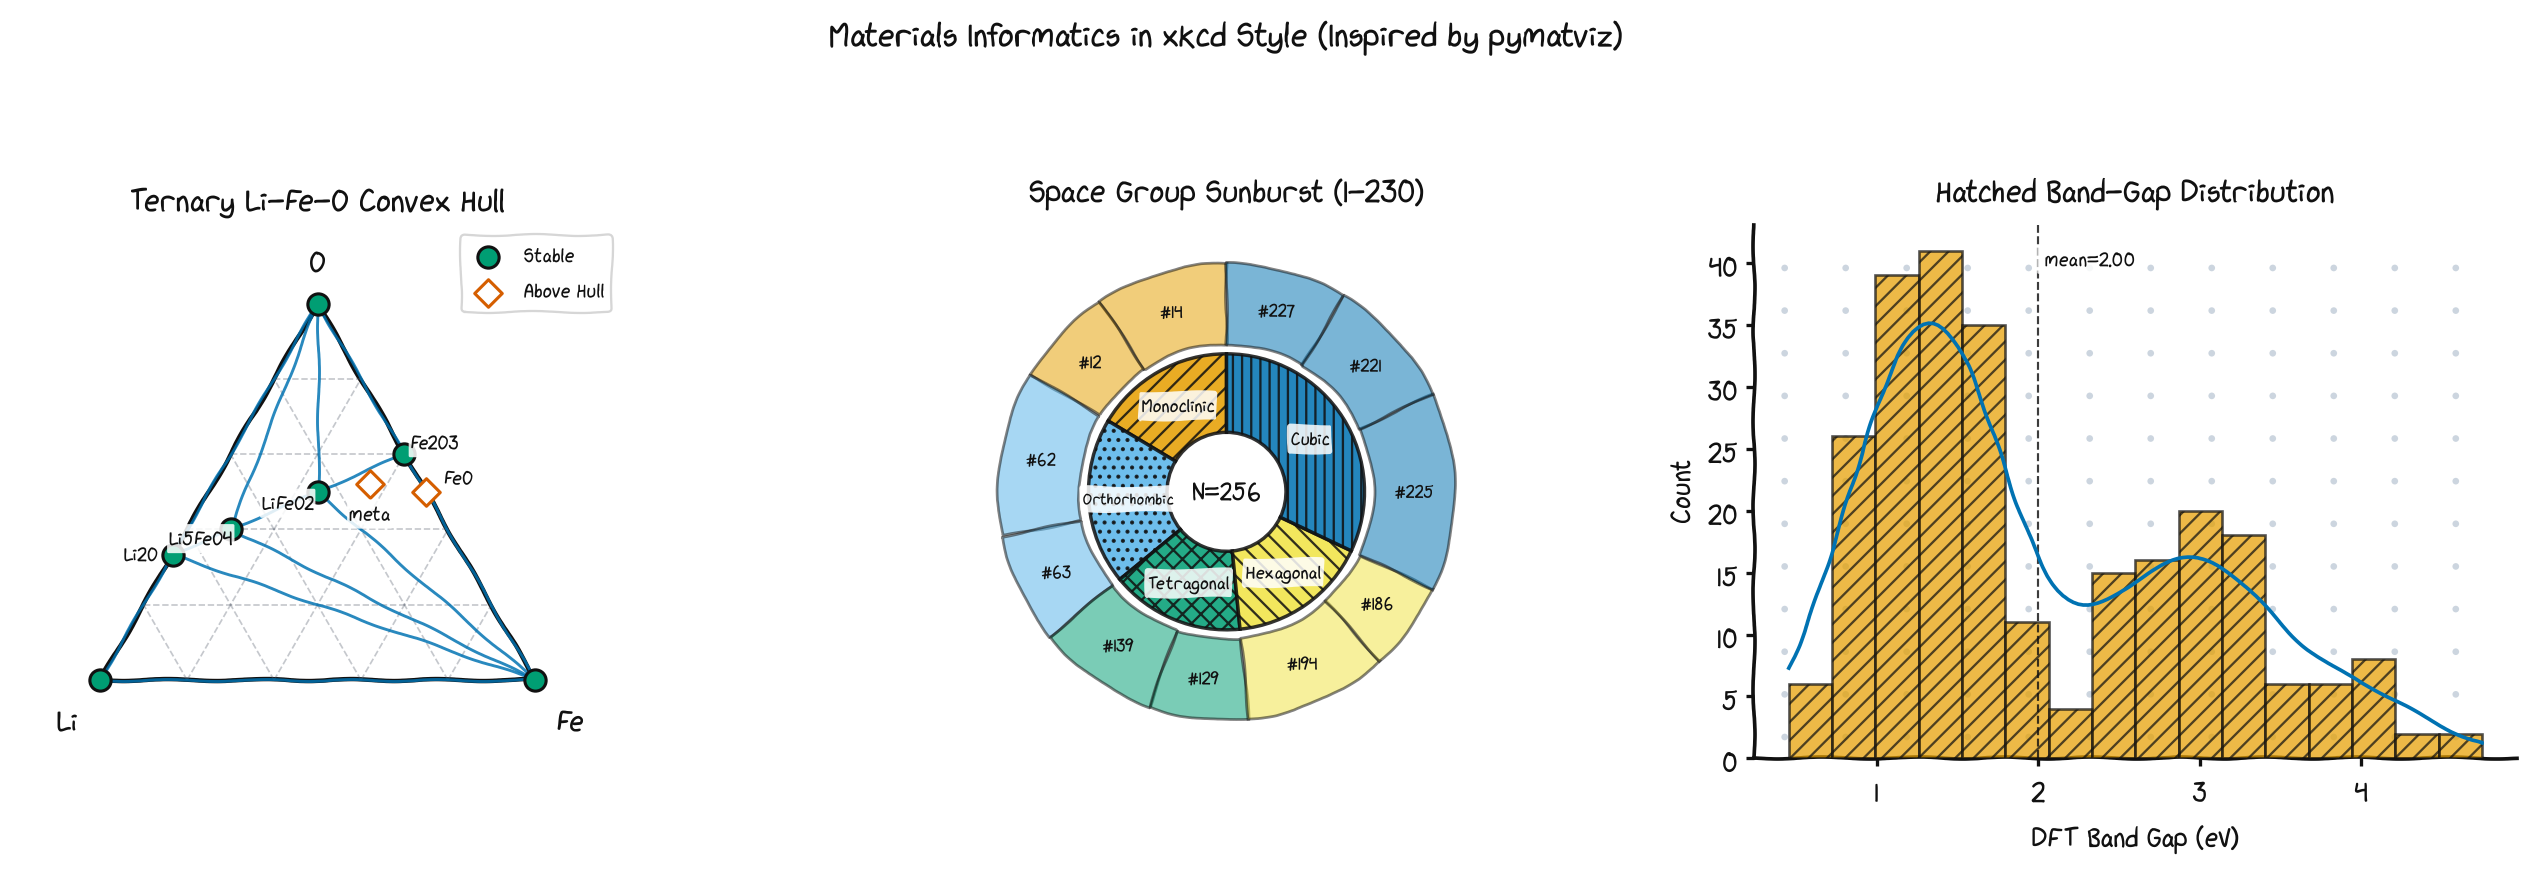 Materials Informatics in xkcd Style (Inspired by pymatviz)
Ternary Li-Fe-O Convex Hull
Stable
Above Hull
O
Fe2O3
FeO
LiFeO2
meta
Li5FeO4
Li2O
Li
Fe
Space Group Sunburst (1-230)
#14
#227
#12
#221
Monoclinic
Cubic
#62
Orthorhombic
N=256
#225
#63
Tetragonal
Hexagonal
#186
#139
#194
#129
Hatched Band-Gap Distribution
mean=2.00
Count
40
35
30
25
20
15
10
5
0
1 2 3 4
DFT Band Gap (eV)